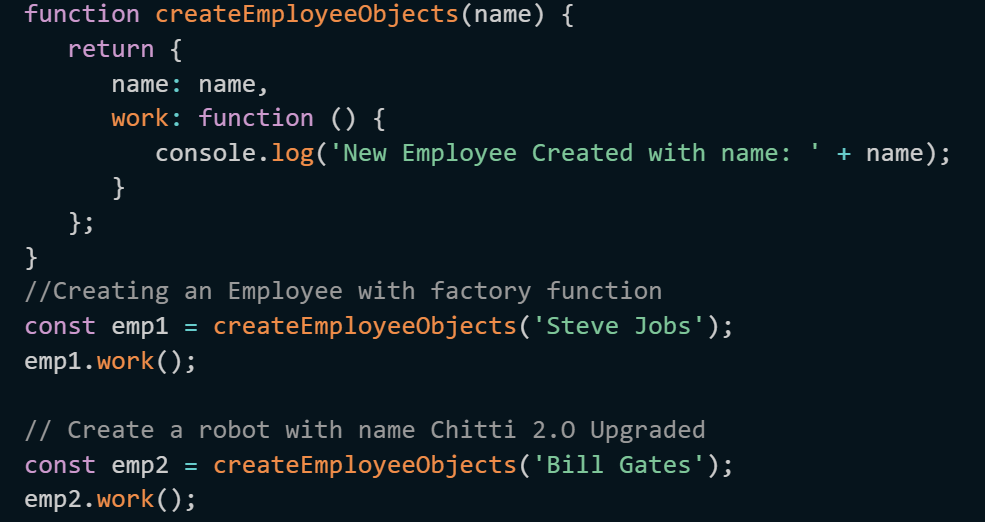 function createEmployeeObjects(name) {
   return {
      name: name,
      work: function () {
         console.log('New Employee Created with name: ' + name);
      }
   };
}
//Creating an Employee with factory function
const emp1 = createEmployeeObjects('Steve Jobs');
emp1.work();

// Create a robot with name Chitti 2.O Upgraded
const emp2 = createEmployeeObjects('Bill Gates');
emp2.work();